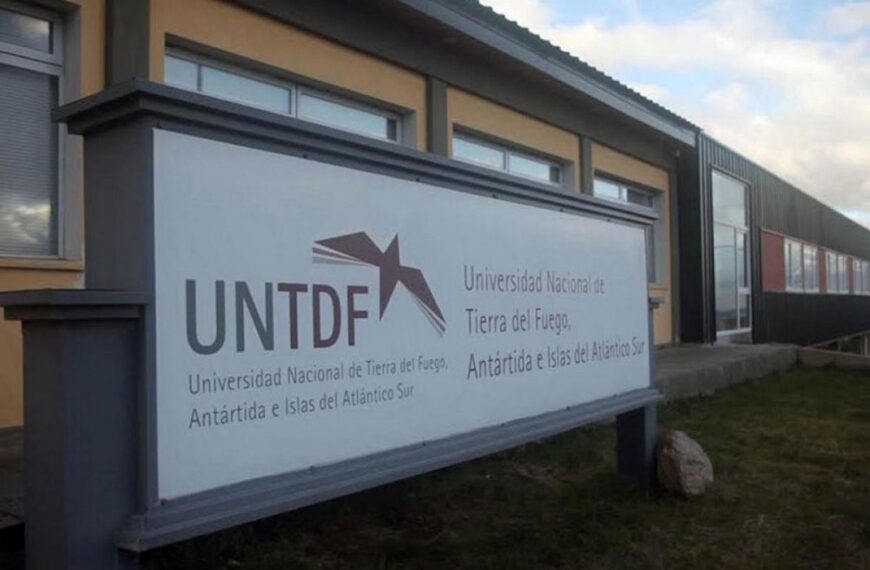 UNTDF
Universidad Nacional de Tierra del Fuego,
Antártida e Islas del Atlántico Sur
Universidad Nacional de
Tierra del Fuego,
Antártida e Islas del Atlántico Sur